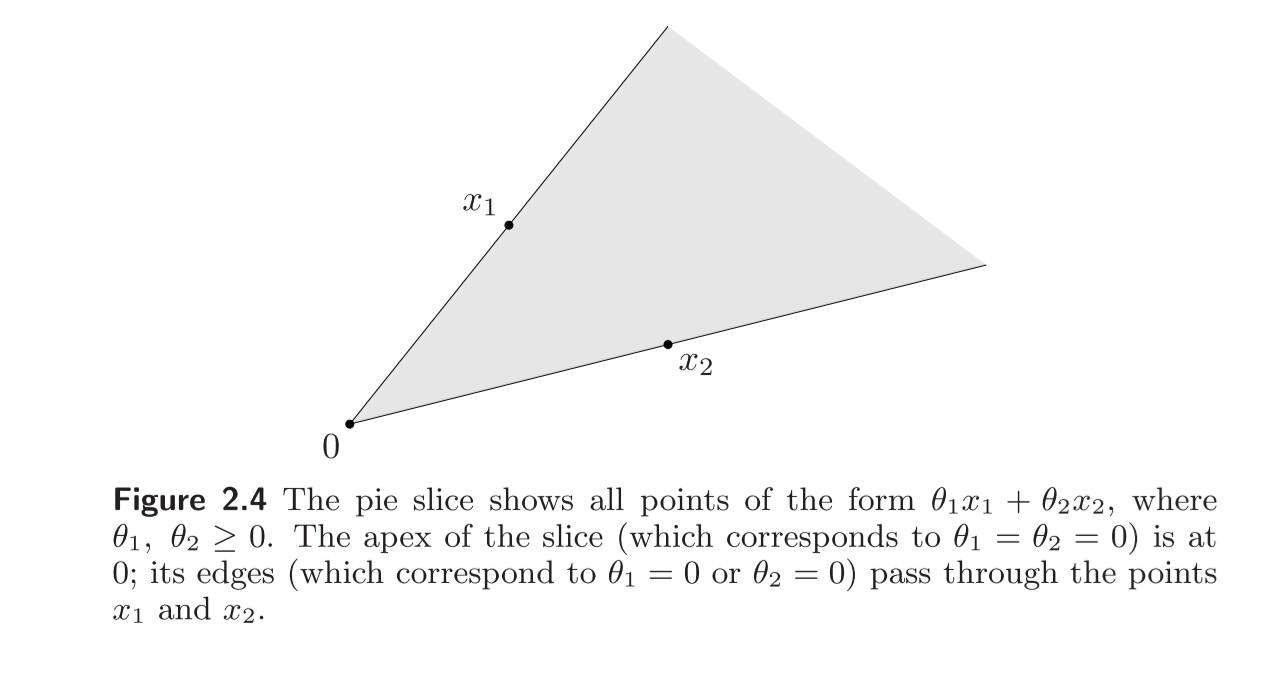 x₁
x₂
0
Figure 2.4 The pie slice shows all points of the form θ₁x₁ + θ₂x₂, where
θ₁, θ₂ ≥ 0. The apex of the slice (which corresponds to θ₁ = θ₂ = 0) is at
0; its edges (which correspond to θ₁ = 0 or θ₂ = 0) pass through the points
x₁ and x₂.